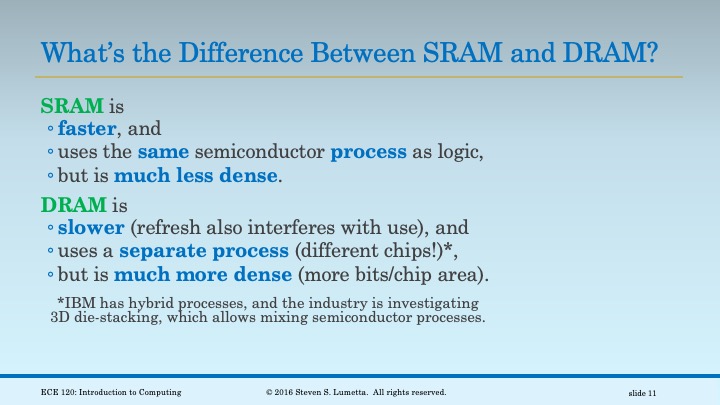 What's the Difference Between SRAM and DRAM?
SRAM is
◦ faster, and
◦ uses the same semiconductor process as logic,
◦ but is much less dense.
DRAM is
◦ slower (refresh also interferes with use), and
◦ uses a separate process (different chips!)*,
◦ but is much more dense (more bits/chip area).
*IBM has hybrid processes, and the industry is investigating
3D die-stacking, which allows mixing semiconductor processes.
ECE 120: Introduction to Computing
© 2016 Steven S. Lumetta. All rights reserved.
slide 11